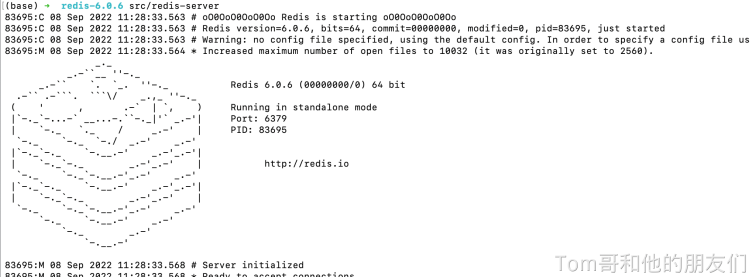 (base) → redis-6.0.6 src/redis-server
83695:C 08 Sep 2022 11:28:33.563 # oO0OoO0OoO0Oo Redis is starting oO0OoO0OoO0Oo
83695:C 08 Sep 2022 11:28:33.563 # Redis version=6.0.6, bits=64, commit=00000000, modified=0, pid=83695, just started
83695:C 08 Sep 2022 11:28:33.563 # Warning: no config file specified, using the default config. In order to specify a config file us
83695:M 08 Sep 2022 11:28:33.564 * Increased maximum number of open files to 10032 (it was originally set to 2560).
Redis 6.0.6 (00000000/0) 64 bit
Running in standalone mode
Port: 6379
PID: 83695
http://redis.io
83695:M 08 Sep 2022 11:28:33.568 # Server initialized
83695:M 08 Sep 2022 11:28:33.568 * Ready to accept connections
Tom哥和他的朋友们